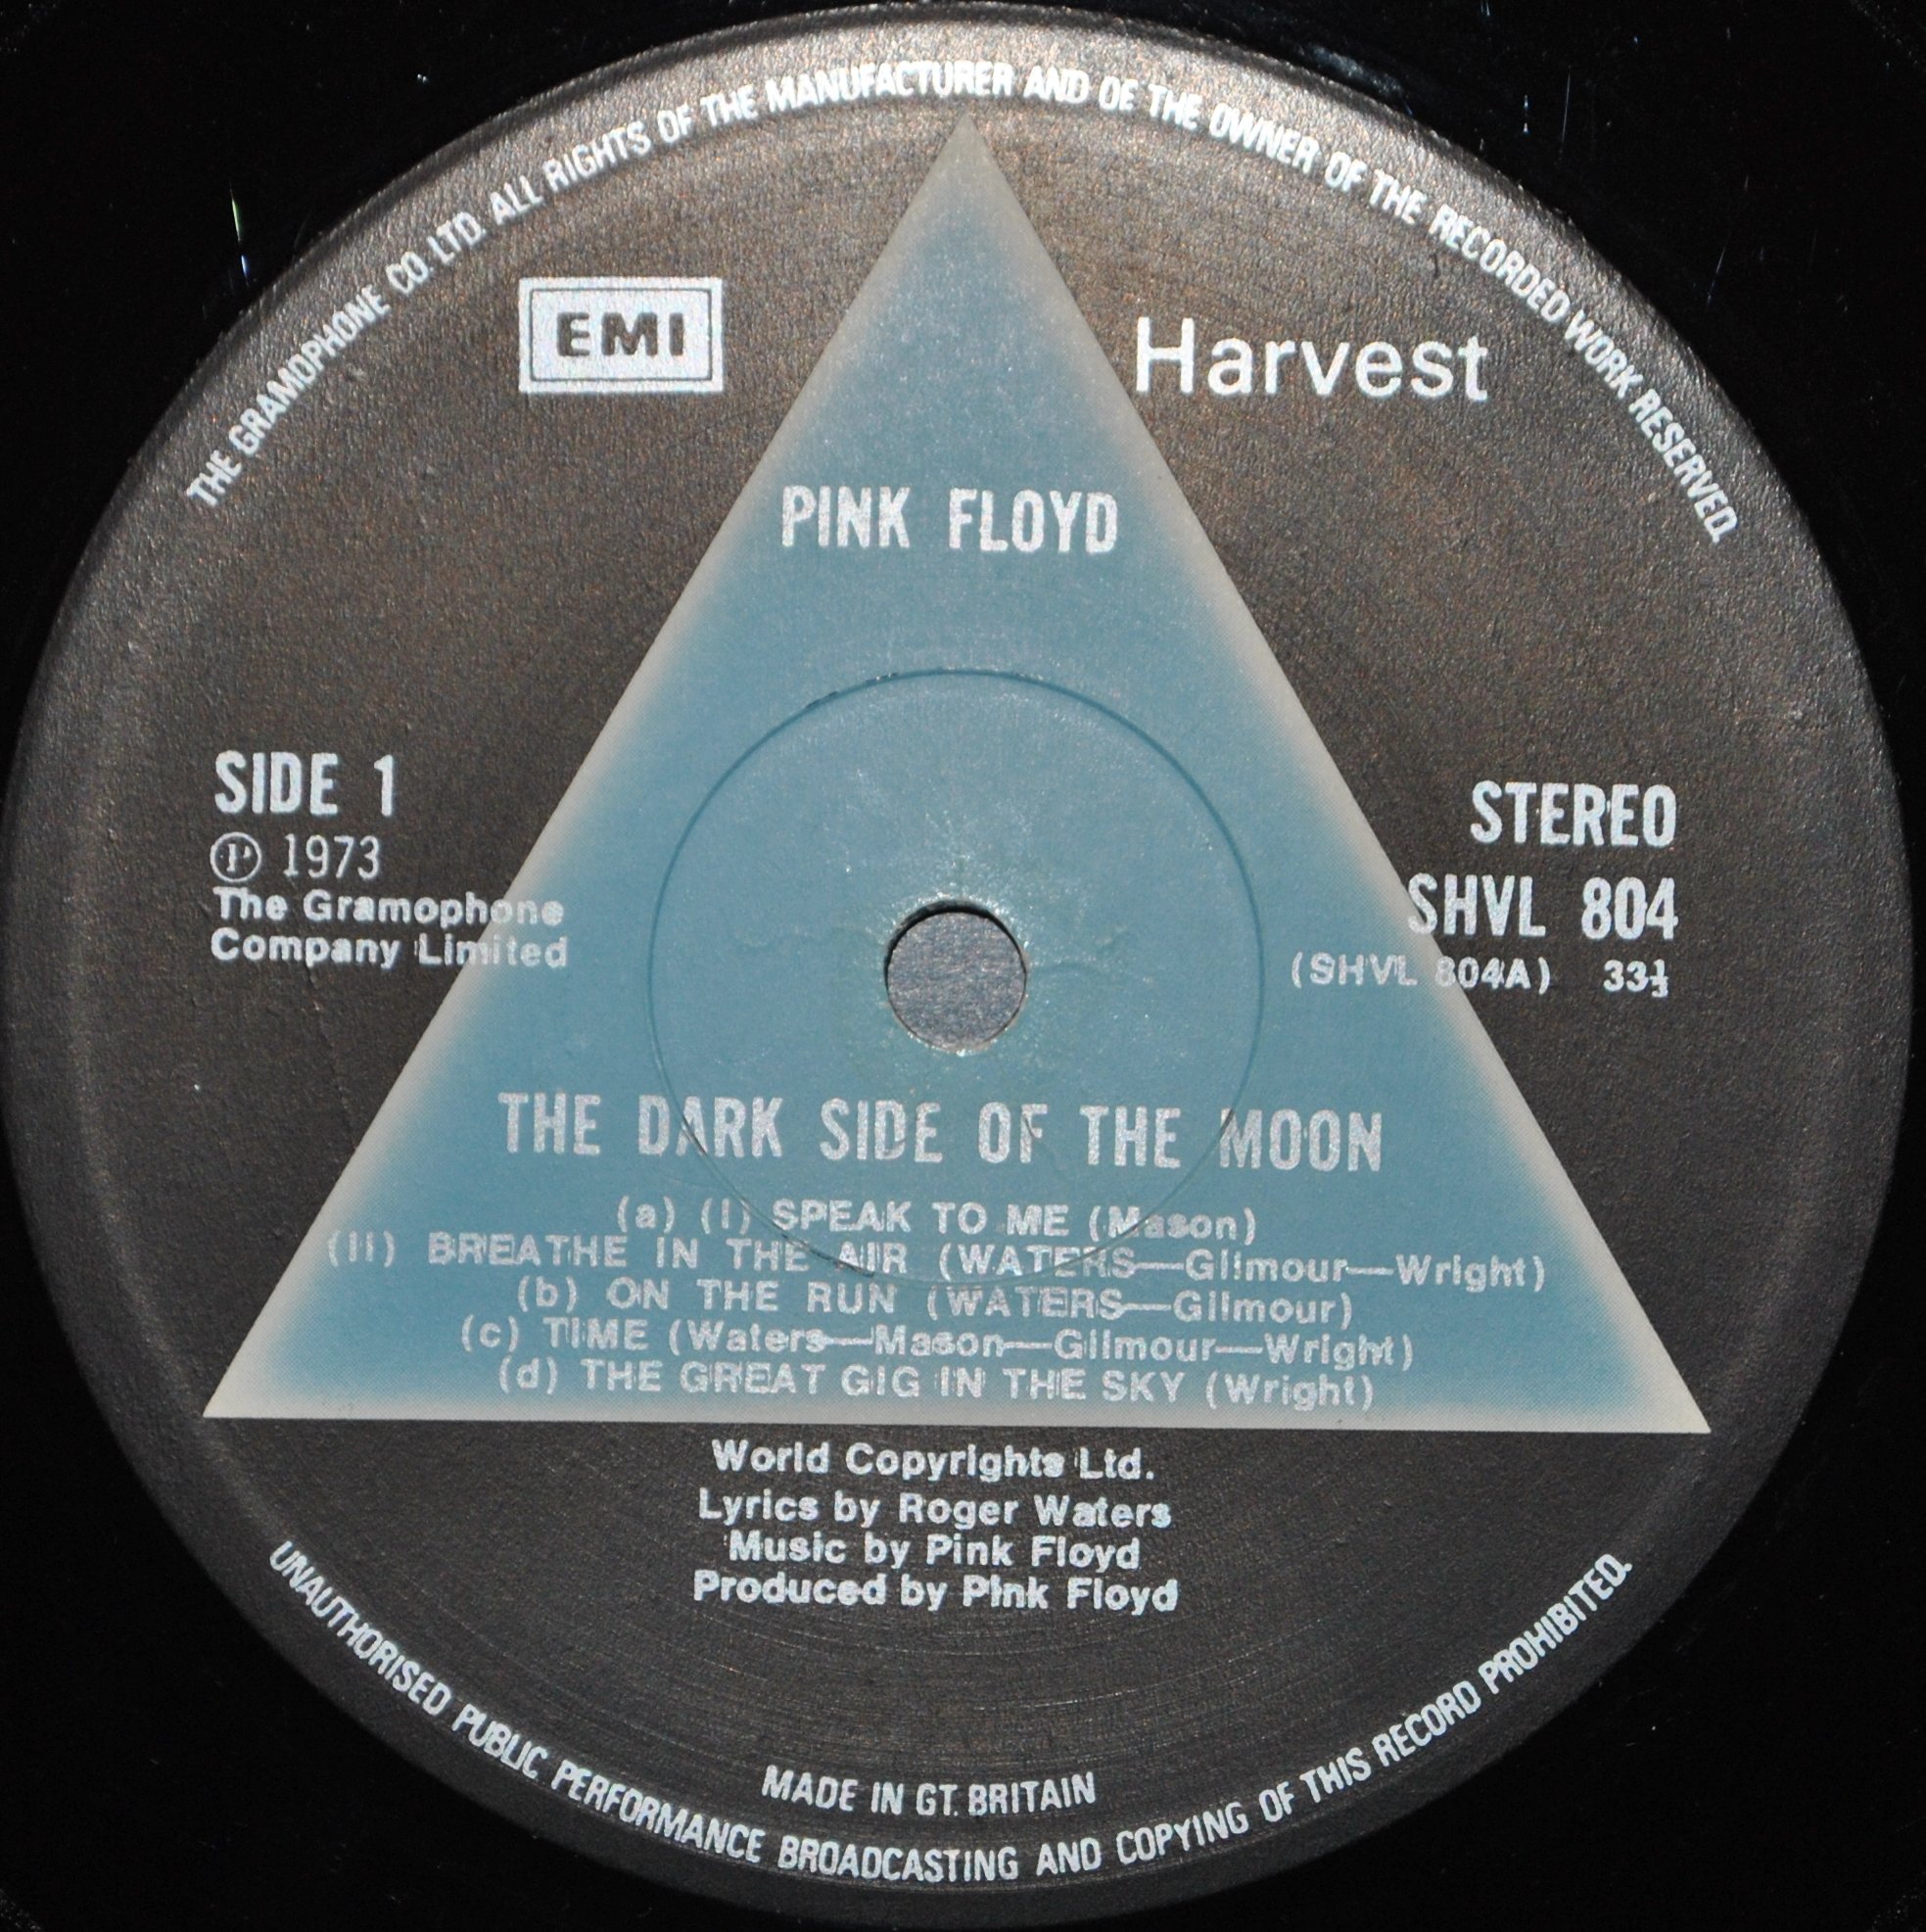 THE GRAMOPHONE CO. LTD. ALL RIGHTS OF THE MANUFACTURER AND OF THE OWNER OF THE RECORDED WORK RESERVED.
EMI
Harvest
PINK FLOYD
SIDE 1
Ⓟ 1973
The Gramophone
Company Limited
STEREO
SHVL 804
(SHVL 804A) 33⅓
THE DARK SIDE OF THE MOON
(a) (I) SPEAK TO ME (Mason)
(II) BREATHE IN THE AIR (WATERS—Gilmour—Wright)
(b) ON THE RUN (WATERS—Gilmour)
(c) TIME (Waters—Mason—Gilmour—Wright)
(d) THE GREAT GIG IN THE SKY (Wright)
World Copyrights Ltd.
Lyrics by Roger Waters
Music by Pink Floyd
Produced by Pink Floyd
MADE IN GT. BRITAIN
UNAUTHORISED PUBLIC PERFORMANCE BROADCASTING AND COPYING OF THIS RECORD PROHIBITED.